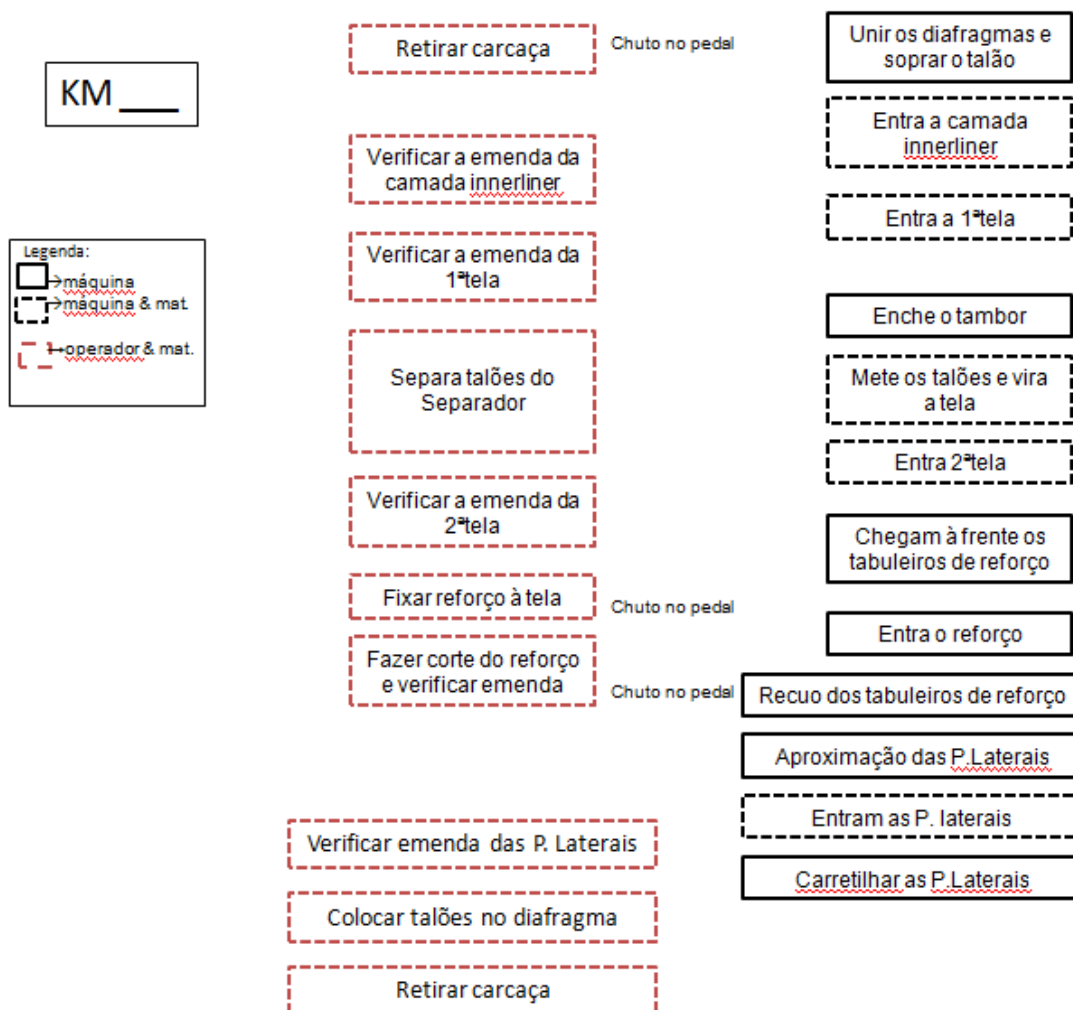 KM ___
Legenda:
máquina
máquina & mat.
operador & mat.
Retirar carcaça
Verificar a emenda da
camada innerliner
Verificar a emenda da
1ªtela
Separa talões do
Separador
Verificar a emenda da
2ªtela
Fixar reforço à tela
Fazer corte do reforço
e verificar emenda
Verificar emenda das P. Laterais
Colocar talões no diafragma
Retirar carcaça
Chuto no pedal
Chuto no pedal
Chuto no pedal
Unir os diafragmas e
soprar o talão
Entra a camada
innerliner
Entra a 1ªtela
Enche o tambor
Mete os talões e vira
a tela
Entra 2ªtela
Chegam à frente os
tabuleiros de reforço
Entra o reforço
Recuo dos tabuleiros de reforço
Aproximação das P.Laterais
Entram as P. laterais
Carretilhar as P.Laterais